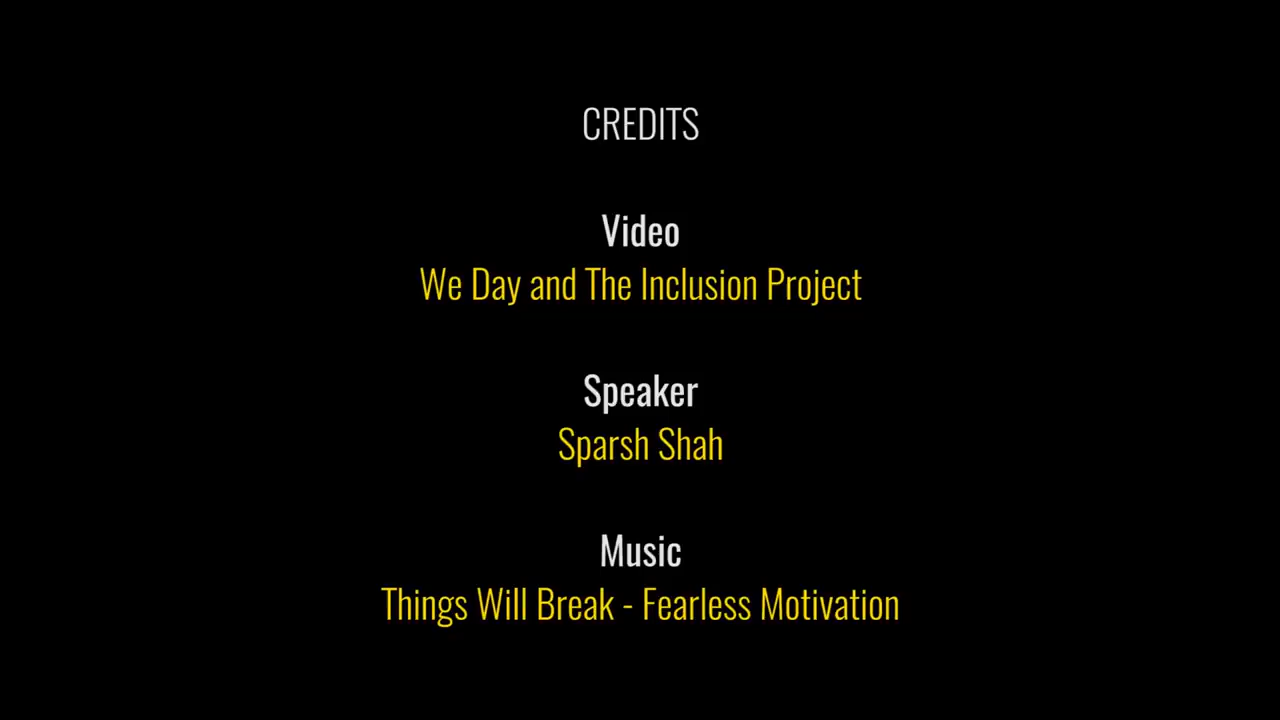 CREDITS
Video
We Day and The Inclusion Project
Speaker
Sparsh Shah
Music
Things Will Break - Fearless Motivation